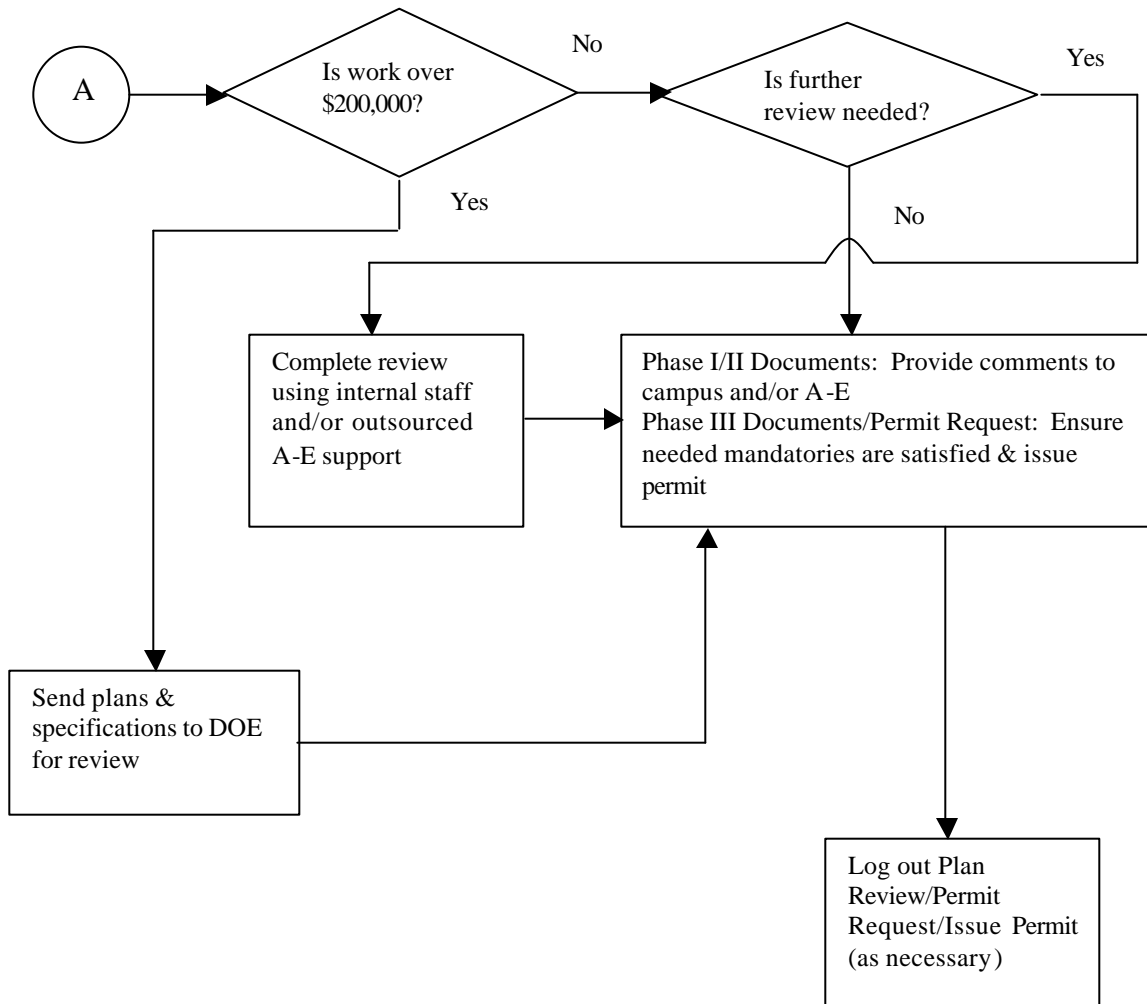 A
Is work over
$200,000?
No
Is further
review needed?
Yes
Yes
No
Complete review
using internal staff
and/or outsourced
A-E support
Phase I/II Documents: Provide comments to
campus and/or A-E
Phase III Documents/Permit Request: Ensure
needed mandatories are satisfied & issue
permit
Send plans &
specifications to DOE
for review
Log out Plan
Review/Permit
Request/Issue Permit
(as necessary)